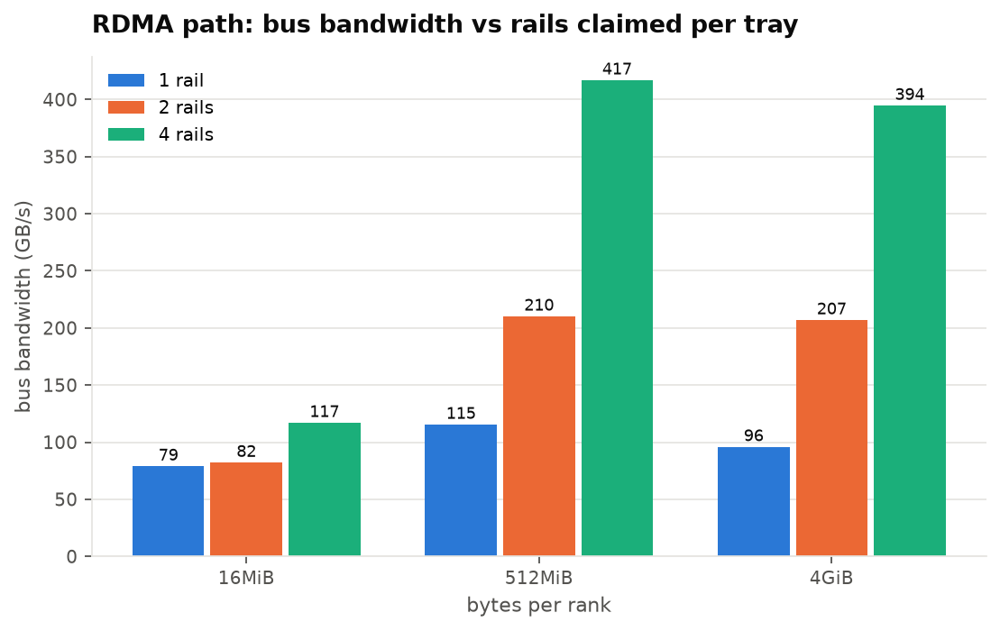 RDMA path: bus bandwidth vs rails claimed per tray
1 rail
2 rails
4 rails
bus bandwidth (GB/s)
400
350
300
250
200
150
100
50
0
79
82
117
115
210
417
96
207
394
16MiB
512MiB
4GiB
bytes per rank